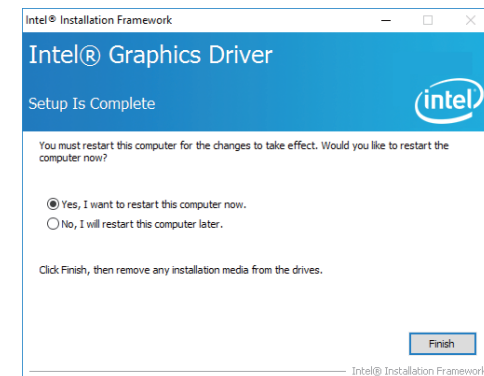 Intel® Installation Framework
Intel® Graphics Driver
Setup Is Complete
intel
You must restart this computer for the changes to take effect. Would you like to restart the
computer now?
Yes, I want to restart this computer now.
No, I will restart this computer later.
Click Finish, then remove any installation media from the drives.
Finish
Intel® Installation Framework